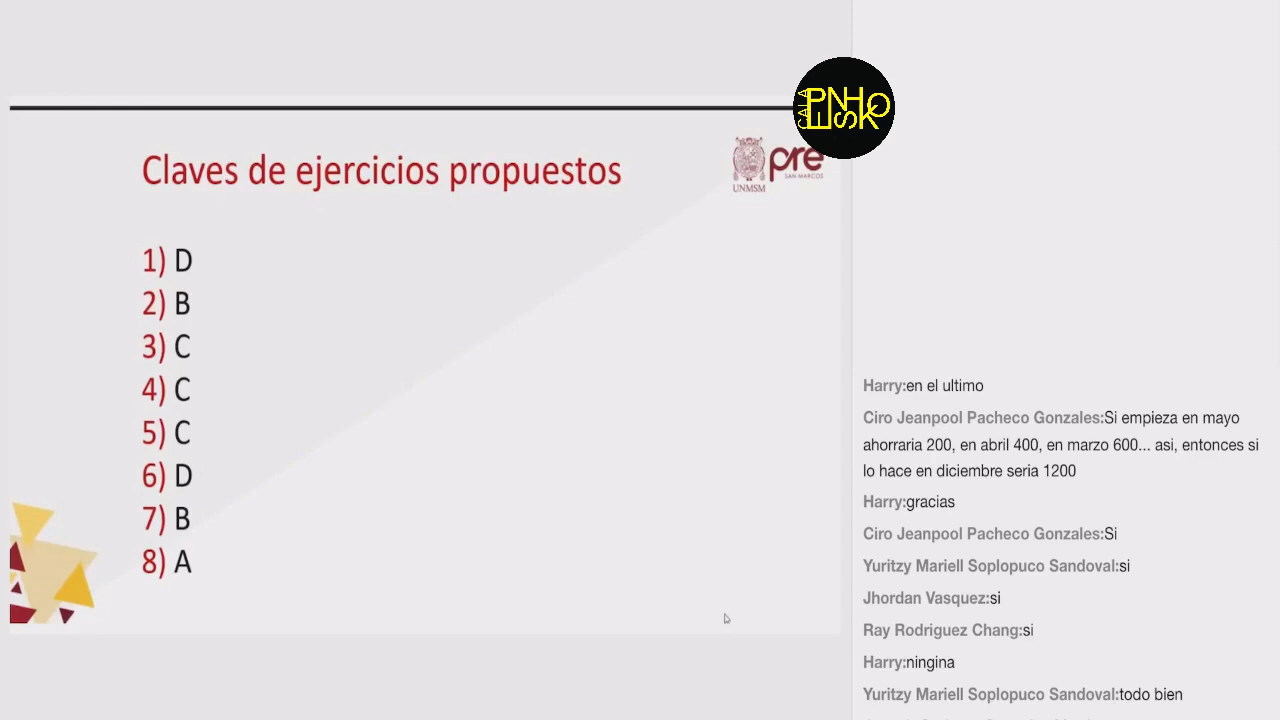 Claves de ejercicios propuestos
UNMSM
pre
SAN MARCOS
1) D
2) B
3) C
4) C
5) C
6) D
7) B
8) A
Harry:en el ultimo
Ciro Jeanpool Pacheco Gonzales:Si empieza en mayo
ahorraria 200, en abril 400, en marzo 600... asi, entonces si
lo hace en diciembre seria 1200
Harry:gracias
Ciro Jeanpool Pacheco Gonzales:Si
Yuritzy Mariell Soplopuco Sandoval:si
Jhordan Vasquez:si
Ray Rodriguez Chang:si
Harry:ningina
Yuritzy Mariell Soplopuco Sandoval:todo bien